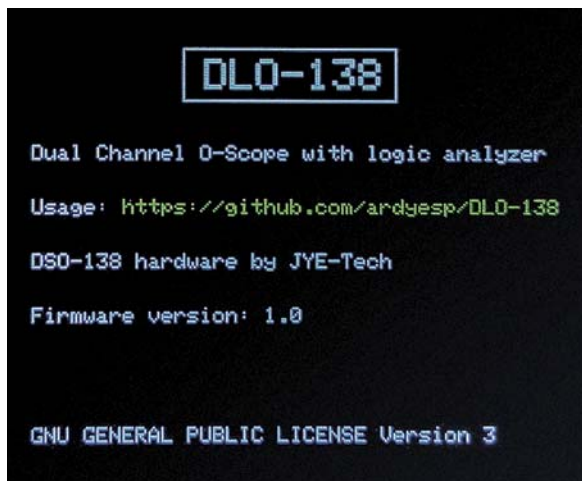 DLO-138
Dual Channel O-Scope with logic analyzer
Usage: https://github.com/ardyesp/DLO-138
DSO-138 hardware by JYE-Tech
Firmware version: 1.0
GNU GENERAL PUBLIC LICENSE Version 3